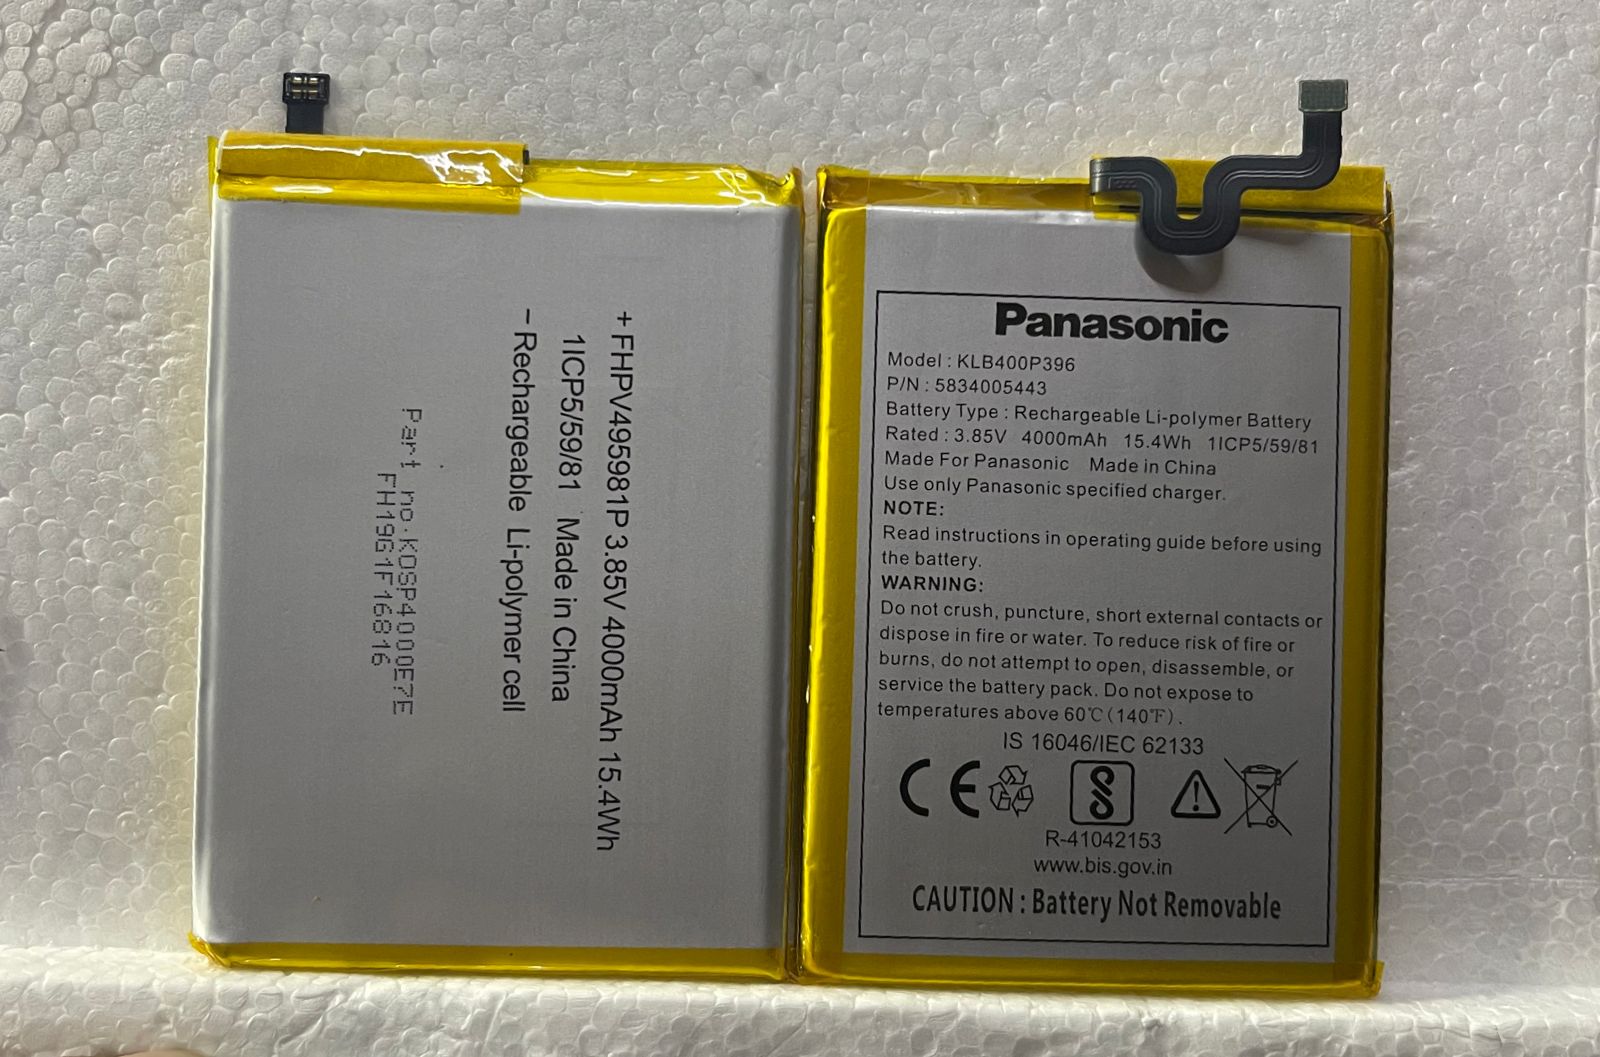 + FHPV495981P 3.85V 4000mAh 15.4Wh
1ICP5/59/81 Made in China
− Rechargeable Li-polymer cell
Part no.KOSP4000E7E
FH19G1F16816
Panasonic
Model : KLB400P396
P/N : 5834005443
Battery Type : Rechargeable Li-polymer Battery
Rated : 3.85V 4000mAh 15.4Wh 1ICP5/59/81
Made For Panasonic Made in China
Use only Panasonic specified charger.
NOTE:
Read instructions in operating guide before using
the battery.
WARNING:
Do not crush, puncture, short external contacts or
dispose in fire or water. To reduce risk of fire or
burns, do not attempt to open, disassemble, or
service the battery pack. Do not expose to
temperatures above 60℃(140℉).
IS 16046/IEC 62133
CE
R-41042153
www.bis.gov.in
CAUTION : Battery Not Removable